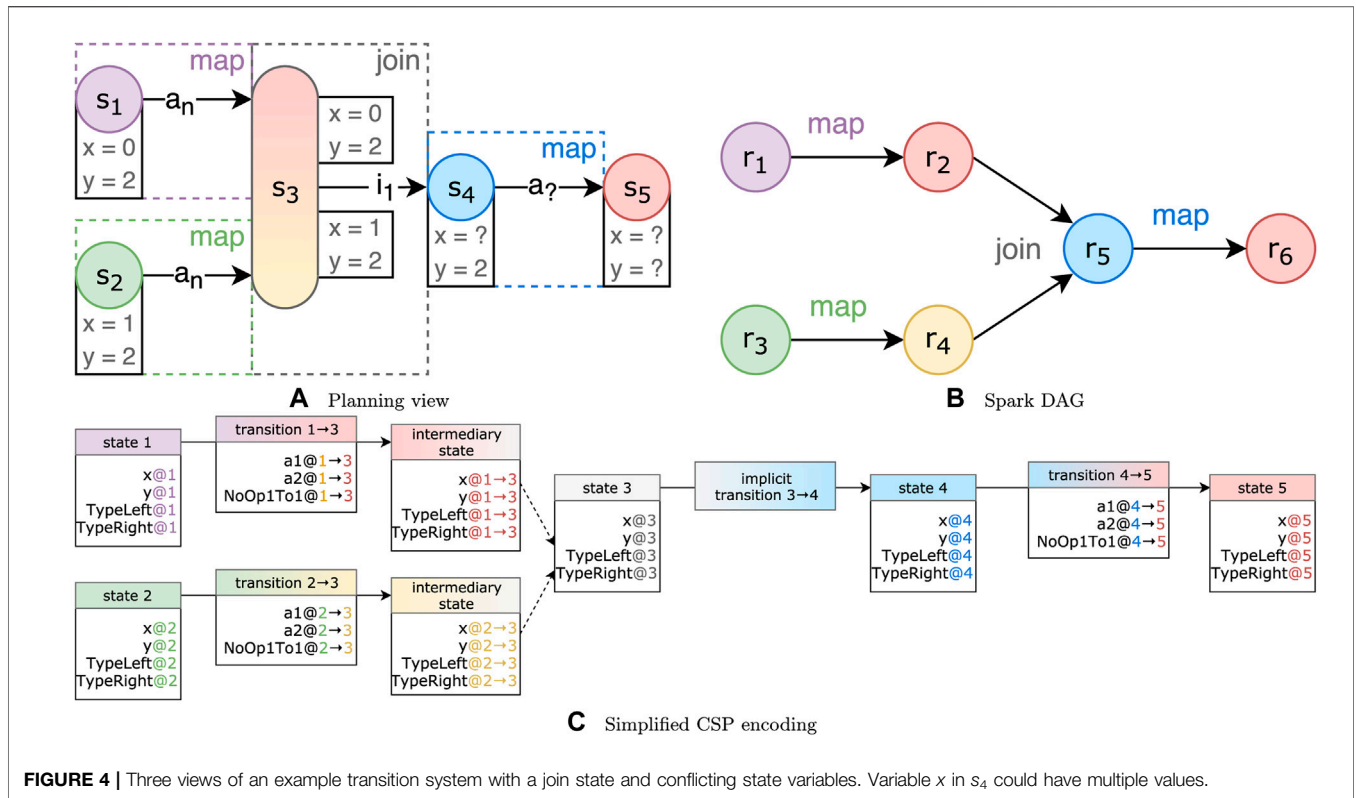 map
join
s1
an
x = 0
y = 2
s3
x = 0
y = 2
i1
map
s4
a?
s5
x = 1
y = 2
x = ?
y = 2
x = ?
y = ?
map
s2
an
x = 1
y = 2
A Planning view
r1
map
r2
join
r5
map
r6
r3
map
r4
B Spark DAG
state 1
x@1
y@1
TypeLeft@1
TypeRight@1
transition 1→3
a1@1→3
a2@1→3
NoOp1To1@1→3
intermediary
state
x@1→3
y@1→3
TypeLeft@1→3
TypeRight@1→3
state 2
x@2
y@2
TypeLeft@2
TypeRight@2
transition 2→3
a1@2→3
a2@2→3
NoOp1To1@2→3
intermediary
state
x@2→3
y@2→3
TypeLeft@2→3
TypeRight@2→3
state 3
x@3
y@3
TypeLeft@3
TypeRight@3
implicit
transition 3→4
state 4
x@4
y@4
TypeLeft@4
TypeRight@4
transition 4→5
a1@4→5
a2@4→5
NoOp1To1@4→5
state 5
x@5
y@5
TypeLeft@5
TypeRight@5
C Simplified CSP encoding
FIGURE 4 | Three views of an example transition system with a join state and conflicting state variables. Variable x in s4 could have multiple values.